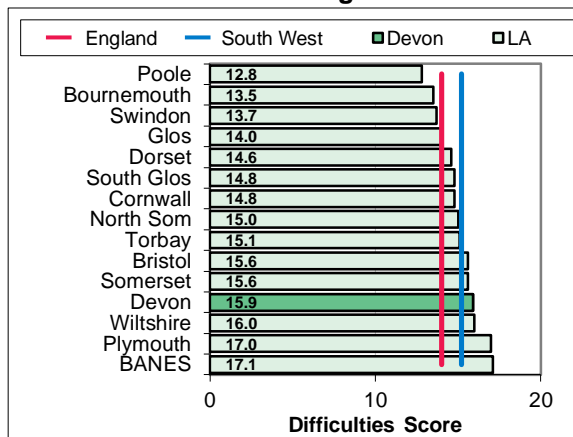 England South West Devon LA
Poole 12.8
Bournemouth 13.5
Swindon 13.7
Glos 14.0
Dorset 14.6
South Glos 14.8
Cornwall 14.8
North Som 15.0
Torbay 15.1
Bristol 15.6
Somerset 15.6
Devon 15.9
Wiltshire 16.0
Plymouth 17.0
BANES 17.1
0 10 20
Difficulties Score